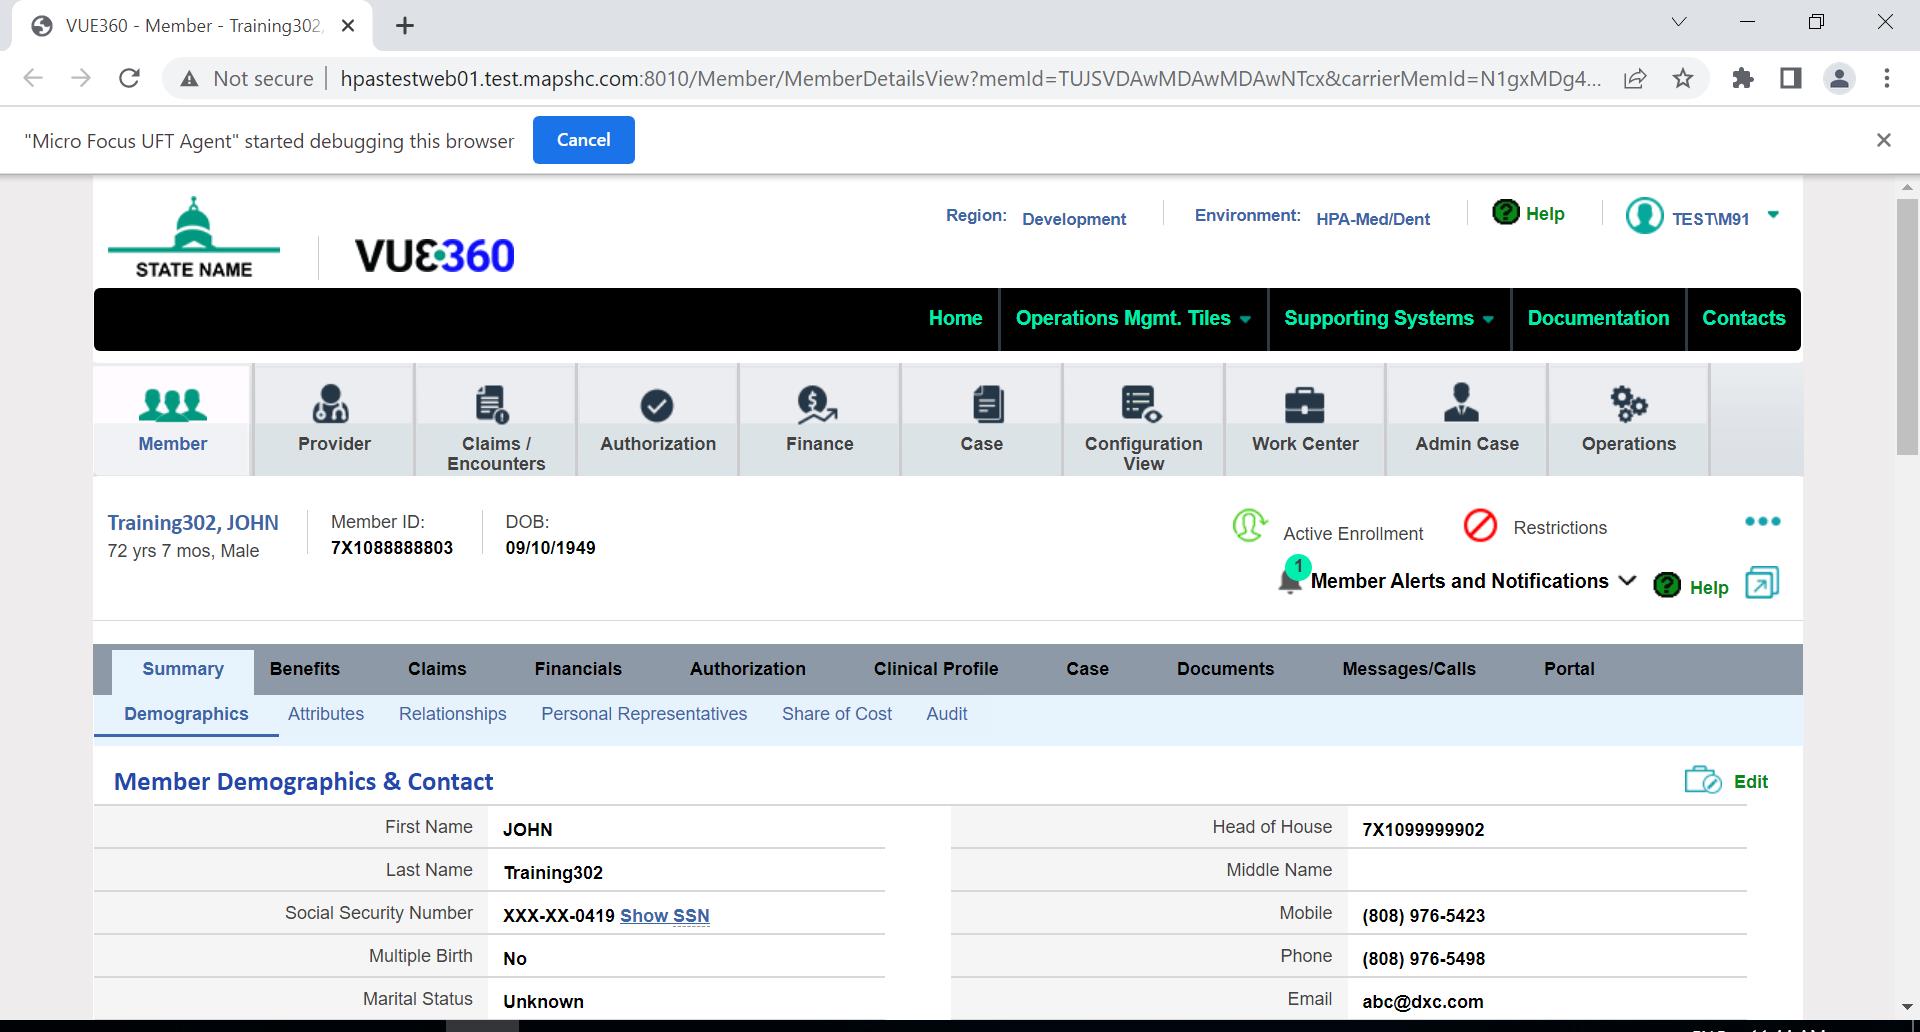 VUE360 - Member - Training302,
Not secure
hpastestweb01.test.mapshc.com:8010/Member/MemberDetailsView?memId=TUJSVDAwMDAwMDAwNTcx&carrierMemId=N1gxMDg4...
"Micro Focus UFT Agent" started debugging this browser
Cancel
STATE NAME
VUE360
Region: Development
Environment: HPA-Med/Dent
? Help
TEST\M91
Home
Operations Mgmt. Tiles
Supporting Systems
Documentation
Contacts
Member
Provider
Claims /
Encounters
Authorization
Finance
Case
Configuration
View
Work Center
Admin Case
Operations
Training302, JOHN
72 yrs 7 mos, Male
Member ID:
7X1088888803
DOB:
09/10/1949
Active Enrollment
Restrictions
1
Member Alerts and Notifications
? Help
Summary
Benefits
Claims
Financials
Authorization
Clinical Profile
Case
Documents
Messages/Calls
Portal
Demographics
Attributes
Relationships
Personal Representatives
Share of Cost
Audit
Member Demographics & Contact
Edit
First Name JOHN
Head of House 7X1099999902
Last Name Training302
Middle Name
Social Security Number XXX-XX-0419 Show SSN
Mobile (808) 976-5423
Multiple Birth No
Phone (808) 976-5498
Marital Status Unknown
Email abc@dxc.com